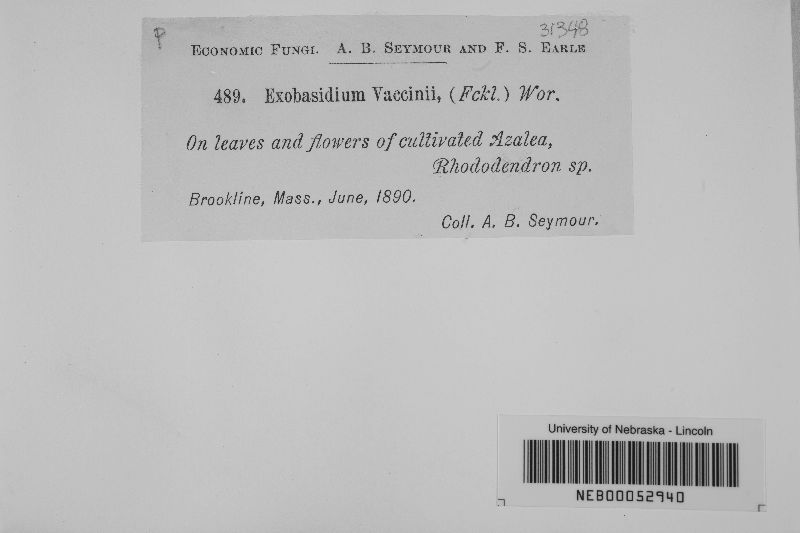 P 31348
ECONOMIC FUNGI. A. B. SEYMOUR AND F. S. EARLE
489. Exobasidium Vaccinii, (Fckl.) Wor.
On leaves and flowers of cultivated Azalea,
Rhododendron sp.
Brookline, Mass., June, 1890.
Coll. A. B. Seymour.
University of Nebraska - Lincoln
NEB00052940